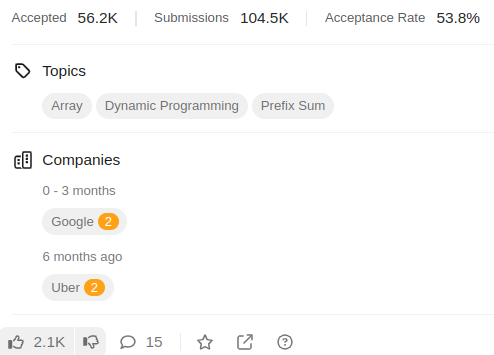 Accepted 56.2K Submissions 104.5K Acceptance Rate 53.8%
Topics
Array Dynamic Programming Prefix Sum
Companies
0 - 3 months
Google 2
6 months ago
Uber 2
2.1K 15